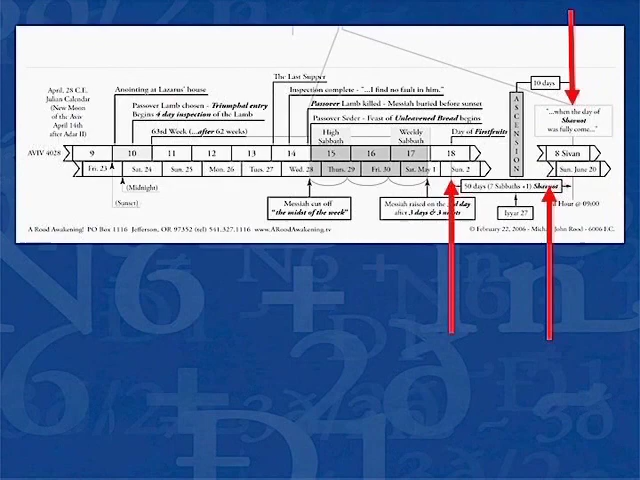 10 days
The Last Supper
April, 28 C.E.
Julian Calendar
(New Moon
of the Aviv
April 14th
after Adar II)
Anointing at Lazarus' house
Inspection complete - "...I find no fault in him."
Passover Lamb chosen - Triumphal entry
Begins 4 day inspection of the Lamb
Passover Lamb killed - Messiah buried before sunset
Passover Seder - Feast of Unleavened Bread begins
63rd Week (...after 62 weeks)
High
Sabbath
Weekly
Sabbath
Day of Firstfruits
ASCENSION
"...when the day of
Shavuot
was fully come..."
AVIV 4028
9 10 11 12 13 14 15 16 17 18
8 Sivan
Fri. 23 Sat. 24 Sun. 25 Mon. 26 Tues. 27 Wed. 28 Thurs. 29 Fri. 30 Sat. May 1 Sun. 2
Sun. June 20
(Midnight)
(Sunset)
50 days (7 Sabbaths +1) Shavuot
Messiah cut off
"the midst of the week"
Messiah raised on the day
after 3 days & 3
Iyyar 27
Hour @ 09:00
A Rood Awakening! PO Box 1116 Jefferson, OR 97352 (tel) 541.327.1116 www.ARoodAwakening.tv
© February 22, 2006 - Michael Rood - 6006 F.C.